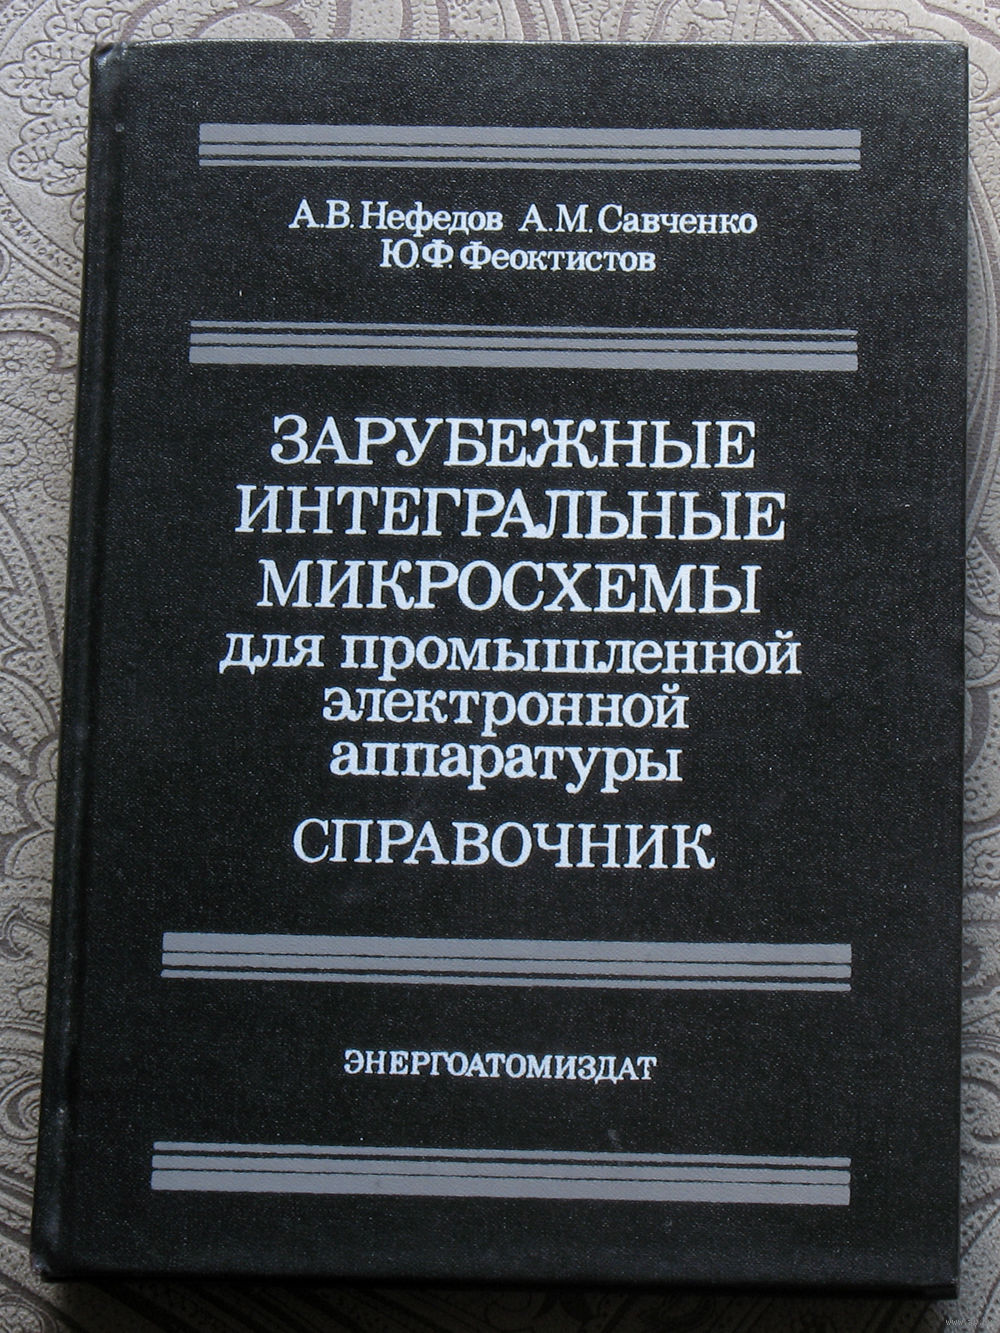 А.В.Нефедов А.М.Савченко
Ю.Ф.Феоктистов
ЗАРУБЕЖНЫЕ
ИНТЕГРАЛЬНЫЕ
МИКРОСХЕМЫ
для промышленной
электронной
аппаратуры
СПРАВОЧНИК
ЭНЕРГОАТОМИЗДАТ